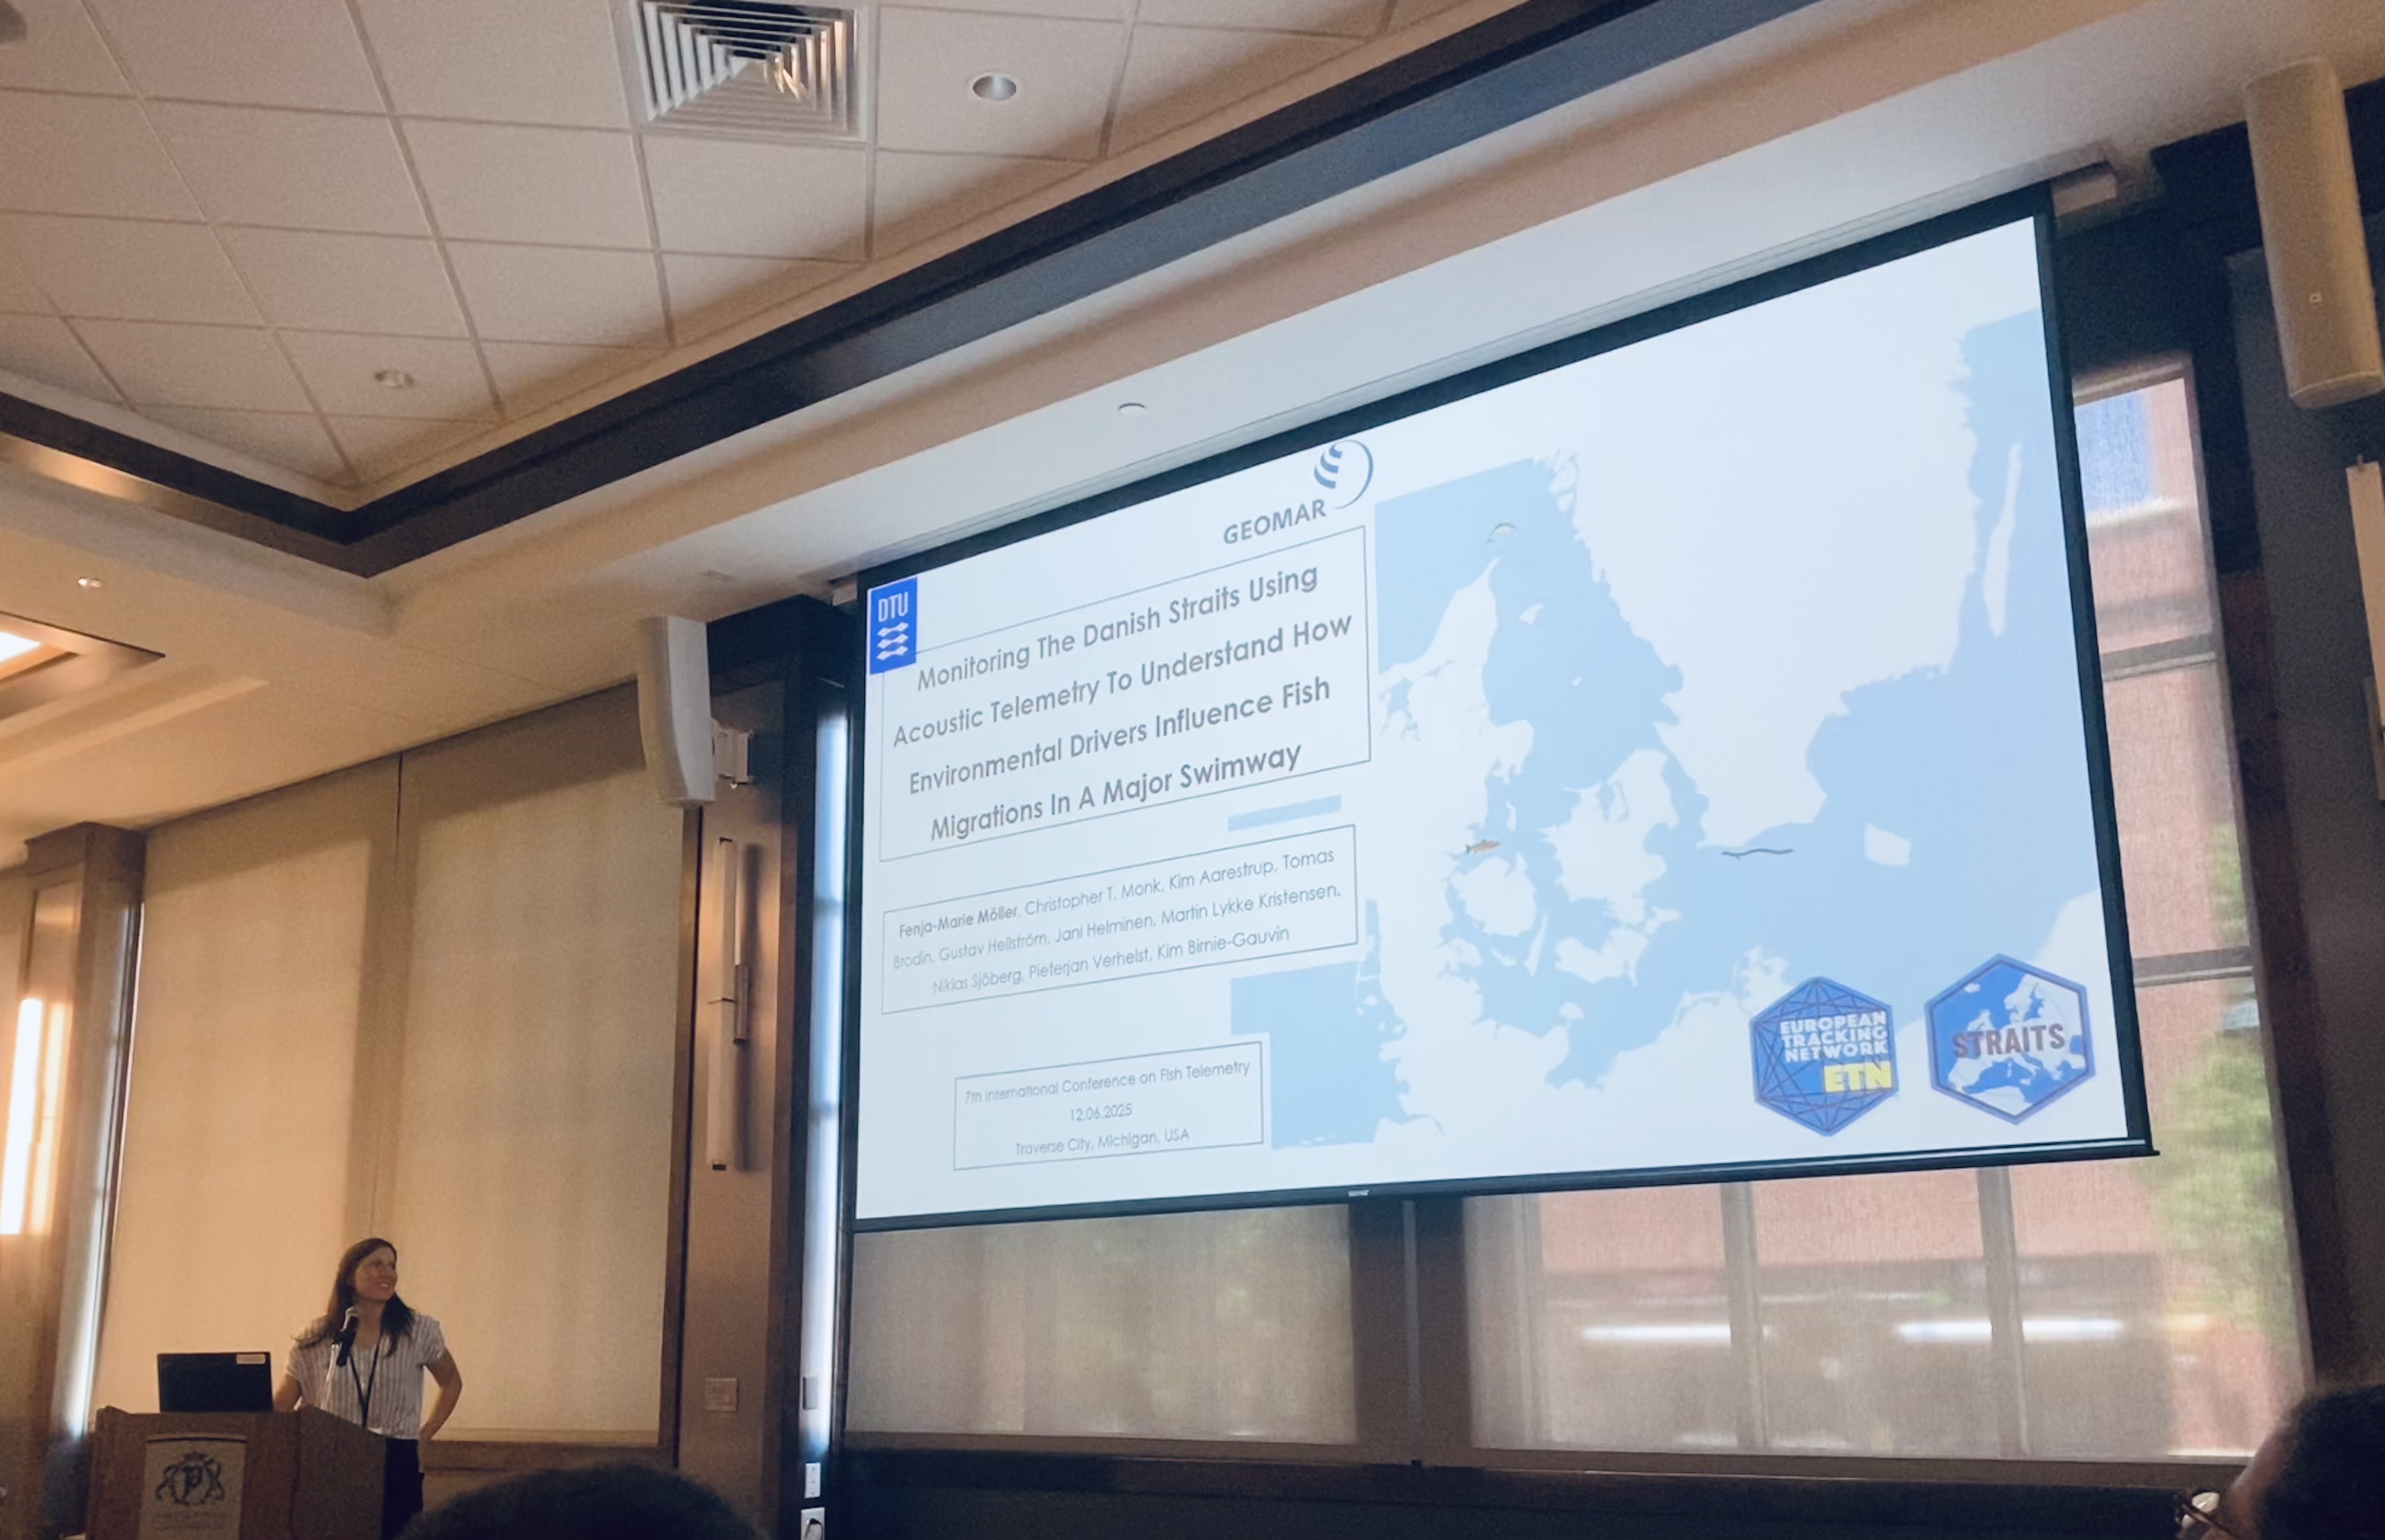 GEOMAR
DTU
Monitoring The Danish Straits Using
Acoustic Telemetry To Understand How
Environmental Drivers Influence Fish
Migrations In A Major Swimway
Fenja-Marie Möller, Christopher T. Monk, Kim Aarestrup, Tomas
Brodin, Gustav Hellström, Jani Helminen, Martin Lykke Kristensen,
Niklas Sjöberg, Pieterjan Verhelst, Kim Birnie-Gauvin
7th International Conference on Fish Telemetry
12.06.2025
Traverse City, Michigan, USA
EUROPEAN
TRACKING
NETWORK
ETN
STRAITS
P